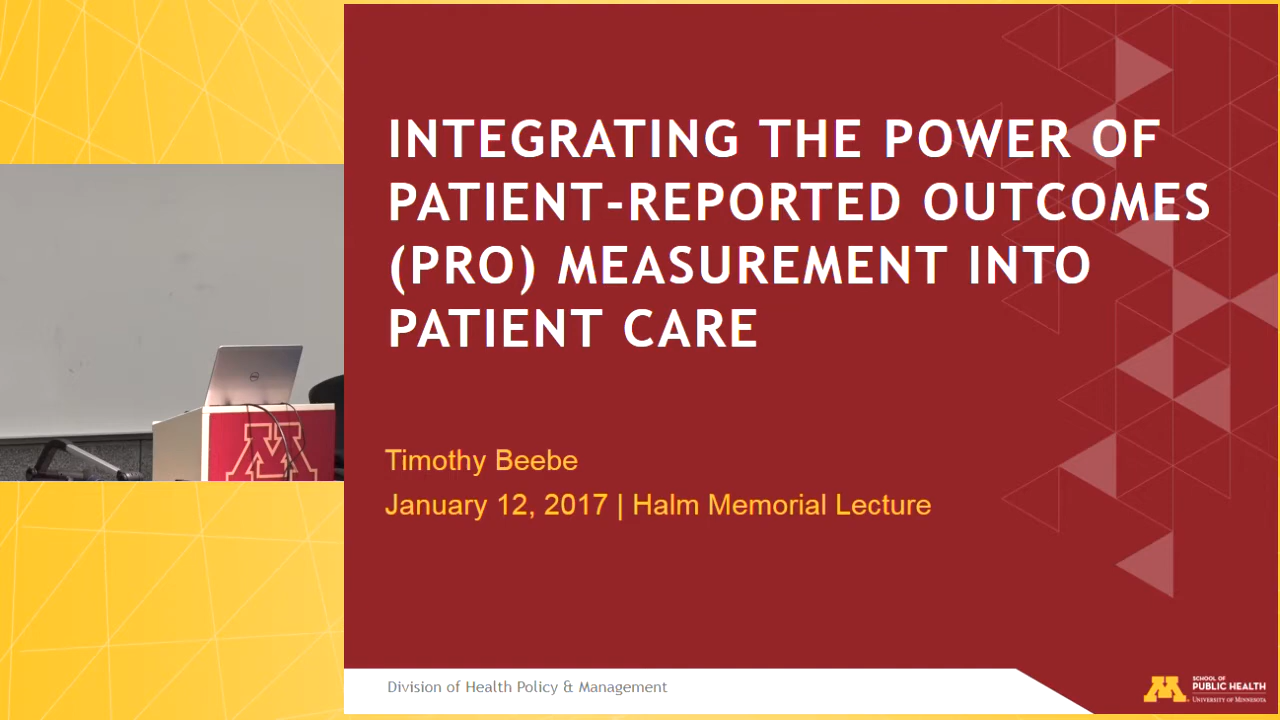 INTEGRATING THE POWER OF
PATIENT-REPORTED OUTCOMES
(PRO) MEASUREMENT INTO
PATIENT CARE
Timothy Beebe
January 12, 2017 | Halm Memorial Lecture
Division of Health Policy & Management
M
DELL
M
SCHOOL OF
PUBLIC HEALTH
UNIVERSITY OF MINNESOTA